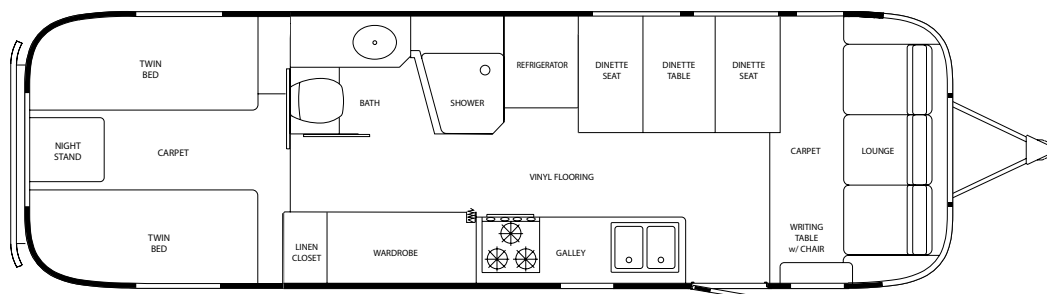 TWIN
BED
NIGHT
STAND
CARPET
TWIN
BED
BATH
SHOWER
REFRIGERATOR
DINETTE
SEAT
DINETTE
TABLE
DINETTE
SEAT
CARPET
LOUNGE
VINYL FLOORING
LINEN
CLOSET
WARDROBE
GALLEY
WRITING
TABLE
w/ CHAIR